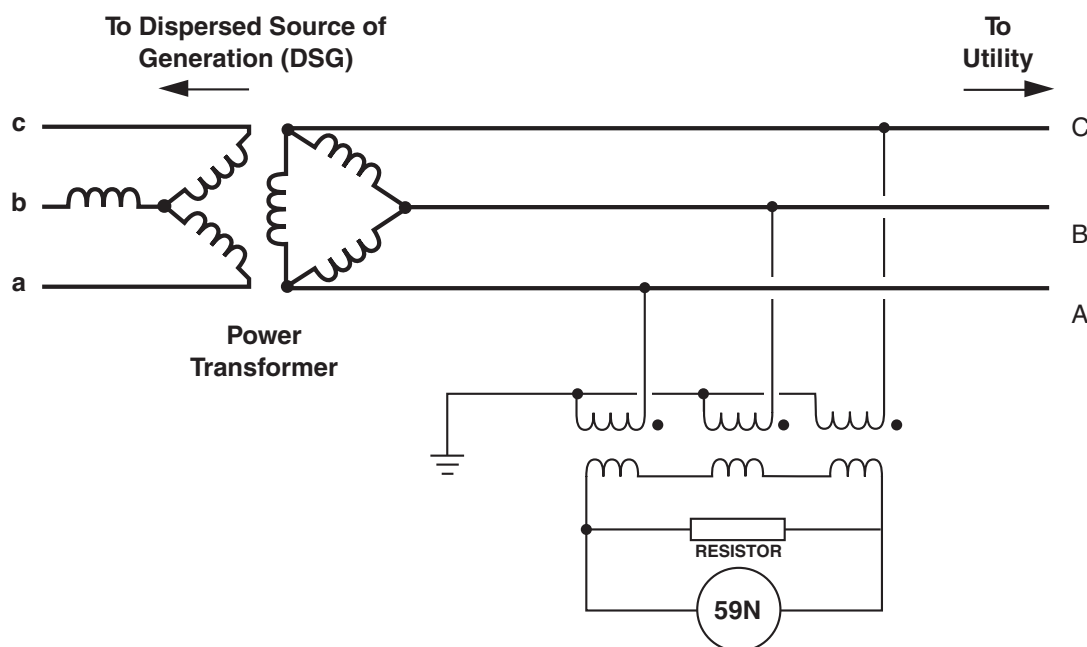 To Dispersed Source of
Generation (DSG)
To
Utility
c
C
b
B
a
A
Power
Transformer
RESISTOR
59N